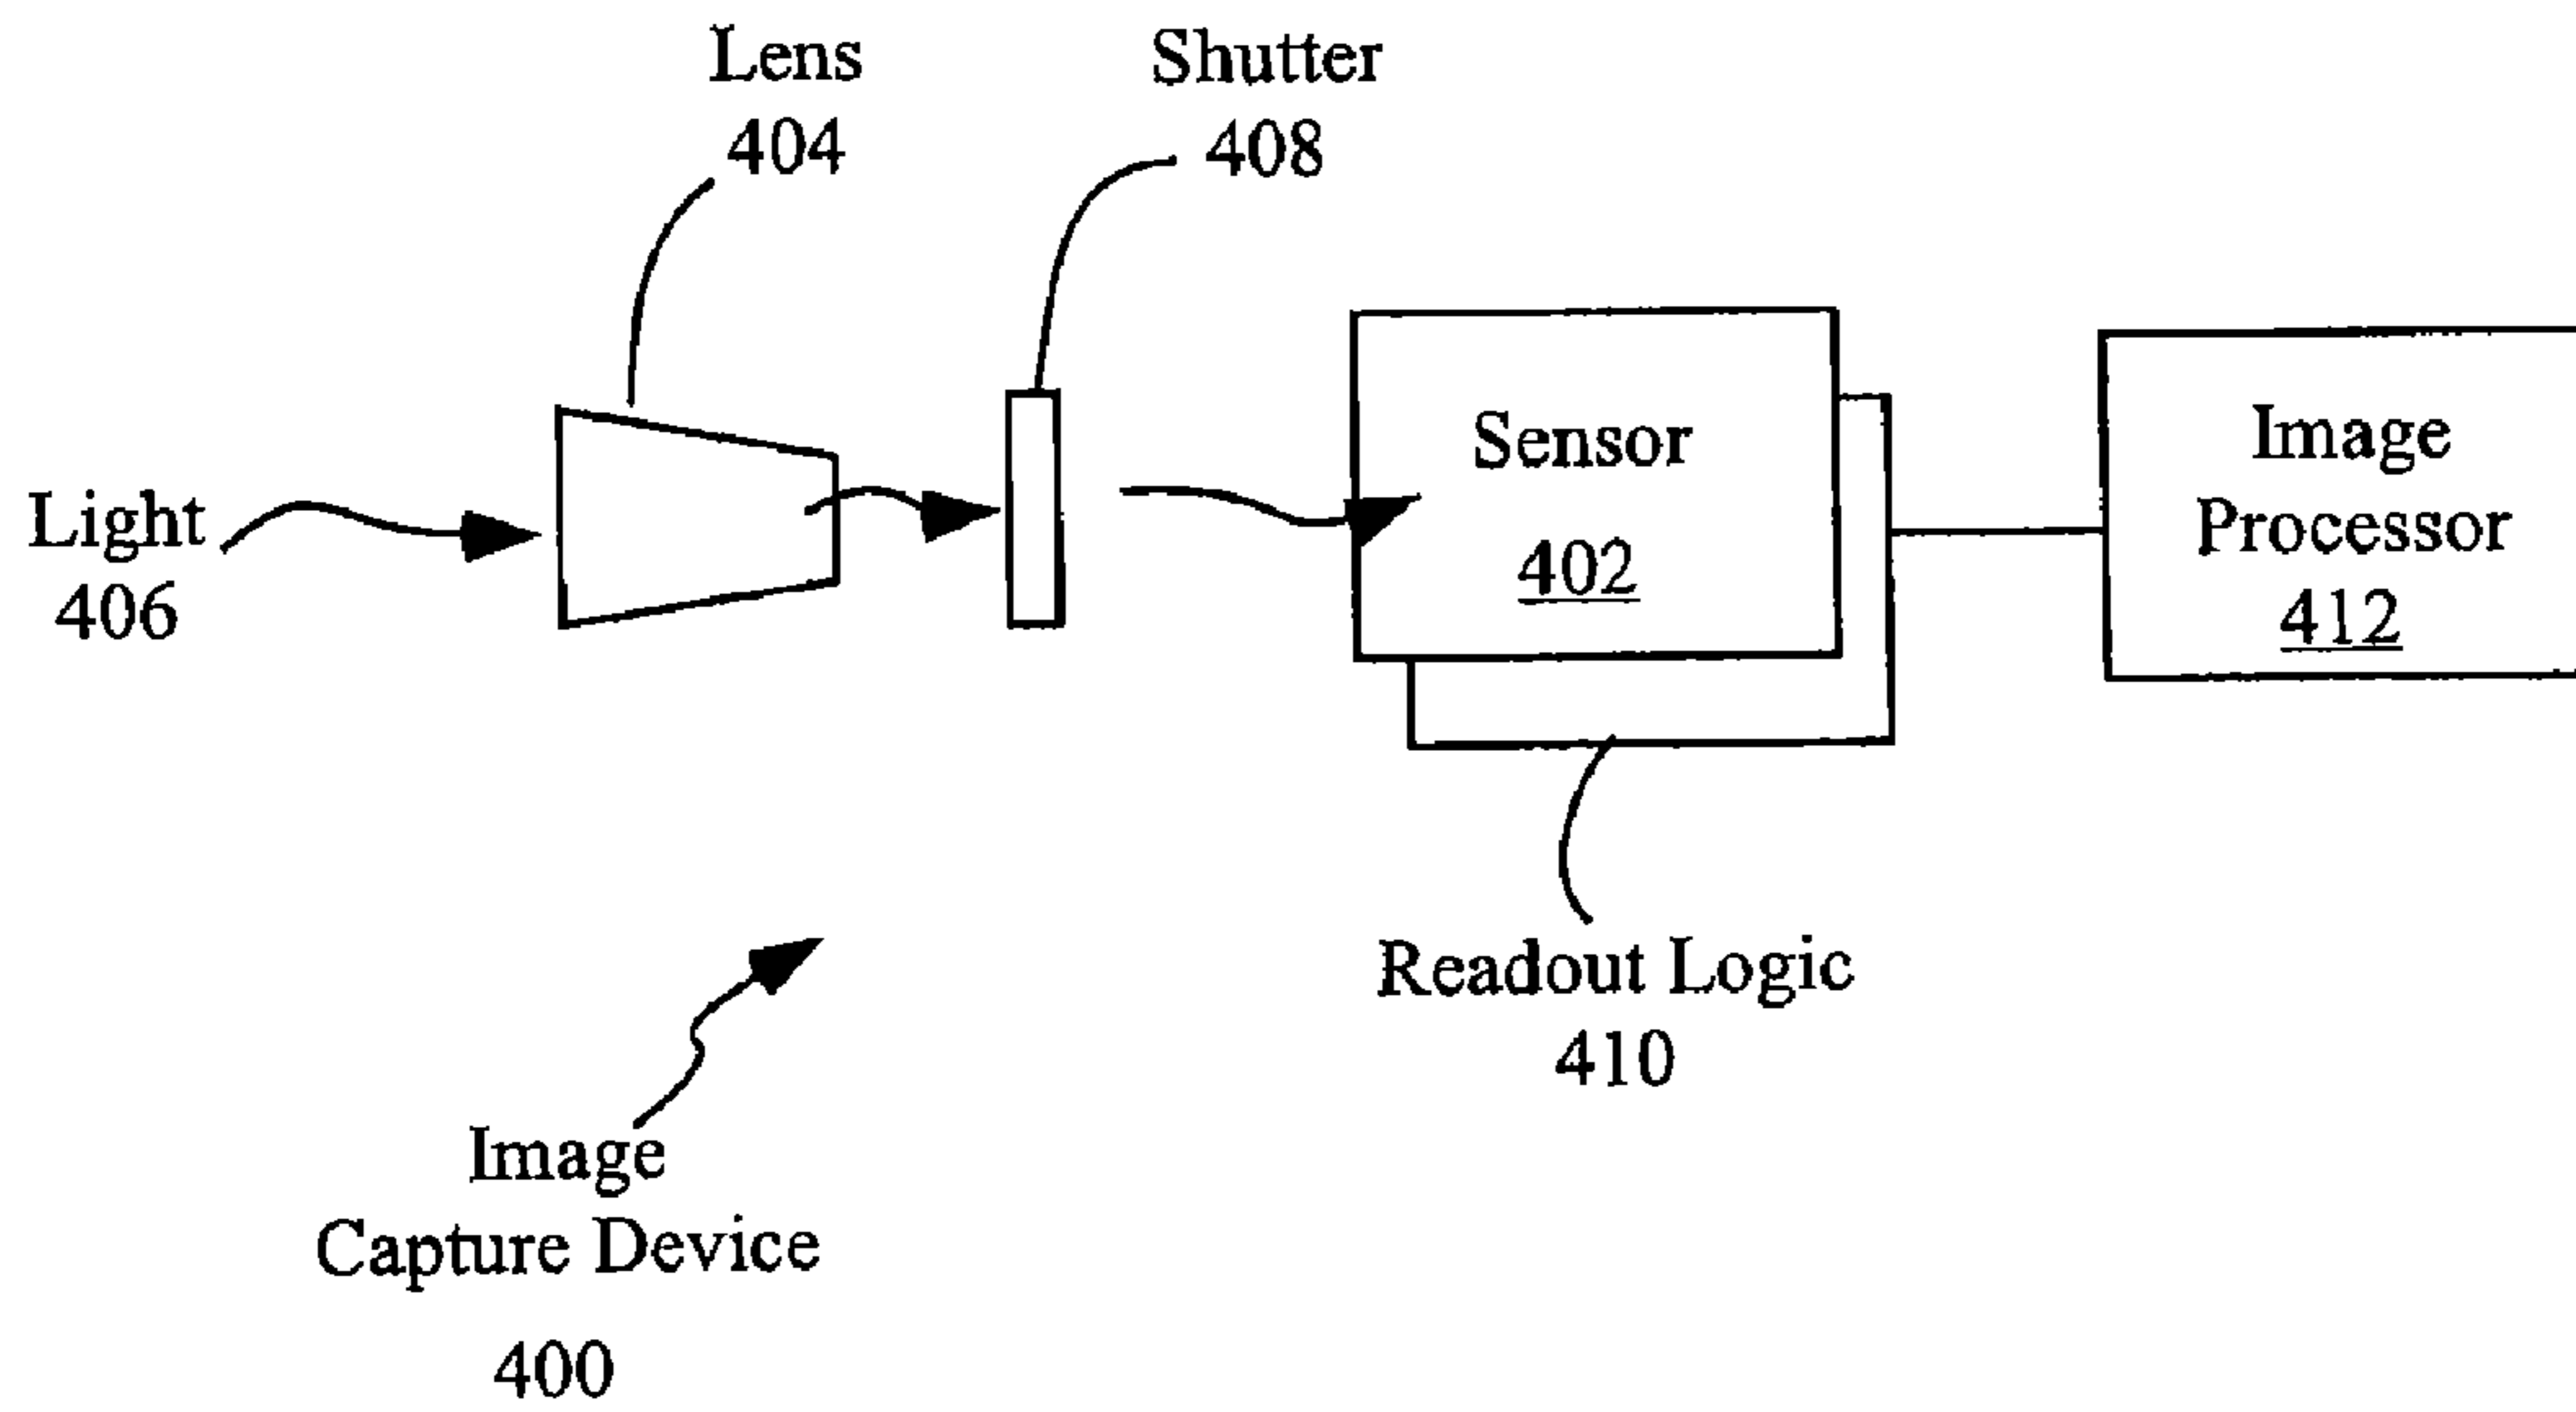 Lens
404
Shutter
408
Light
406
Sensor
402
Image
Processor
412
Readout Logic
410
Image
Capture Device
400